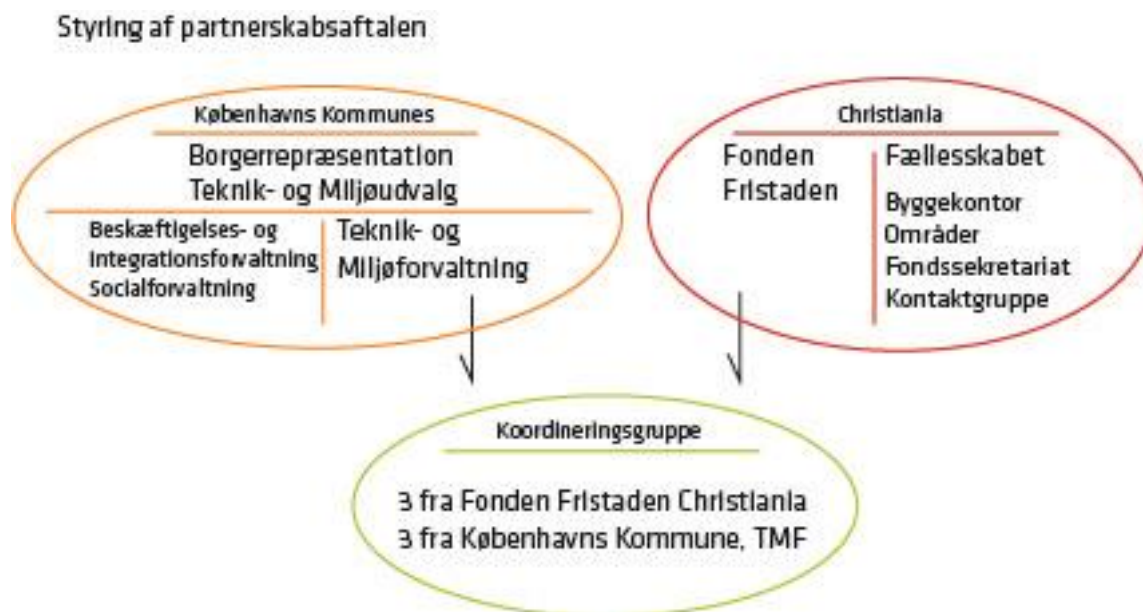 Styring af partnerskabsaftalen
Københavns Kommunes
Borgerrepræsentation
Teknik- og Miljøudvalg
Beskæftigelses- og
Integrationsforvaltning
Socialforvaltning
Teknik- og
Miljøforvaltning
Christiania
Fonden
Fristaden
Fællesskabet
Byggekontor
Områder
Fondssekretariat
Kontaktgruppe
Koordineringsgruppe
3 fra Fonden Fristaden Christiania
3 fra Københavns Kommune, TMF